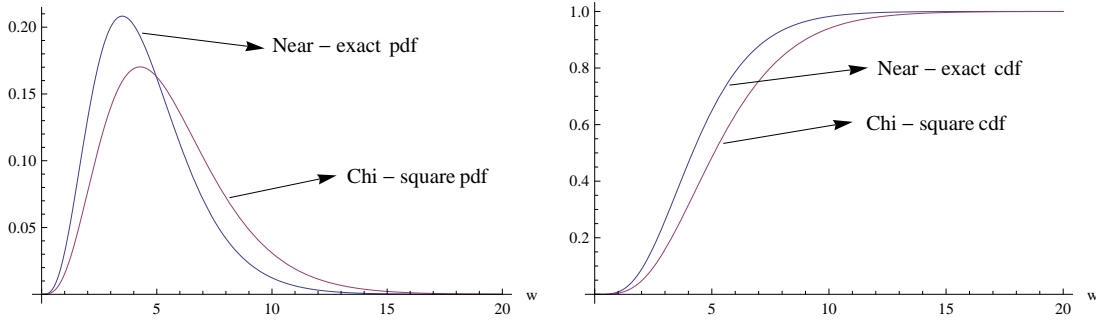 0.20
0.15
0.10
0.05
5
10
15
20
w
Near – exact pdf
Chi – square pdf
1.0
0.8
0.6
0.4
0.2
5
10
15
20
w
Near – exact cdf
Chi – square cdf